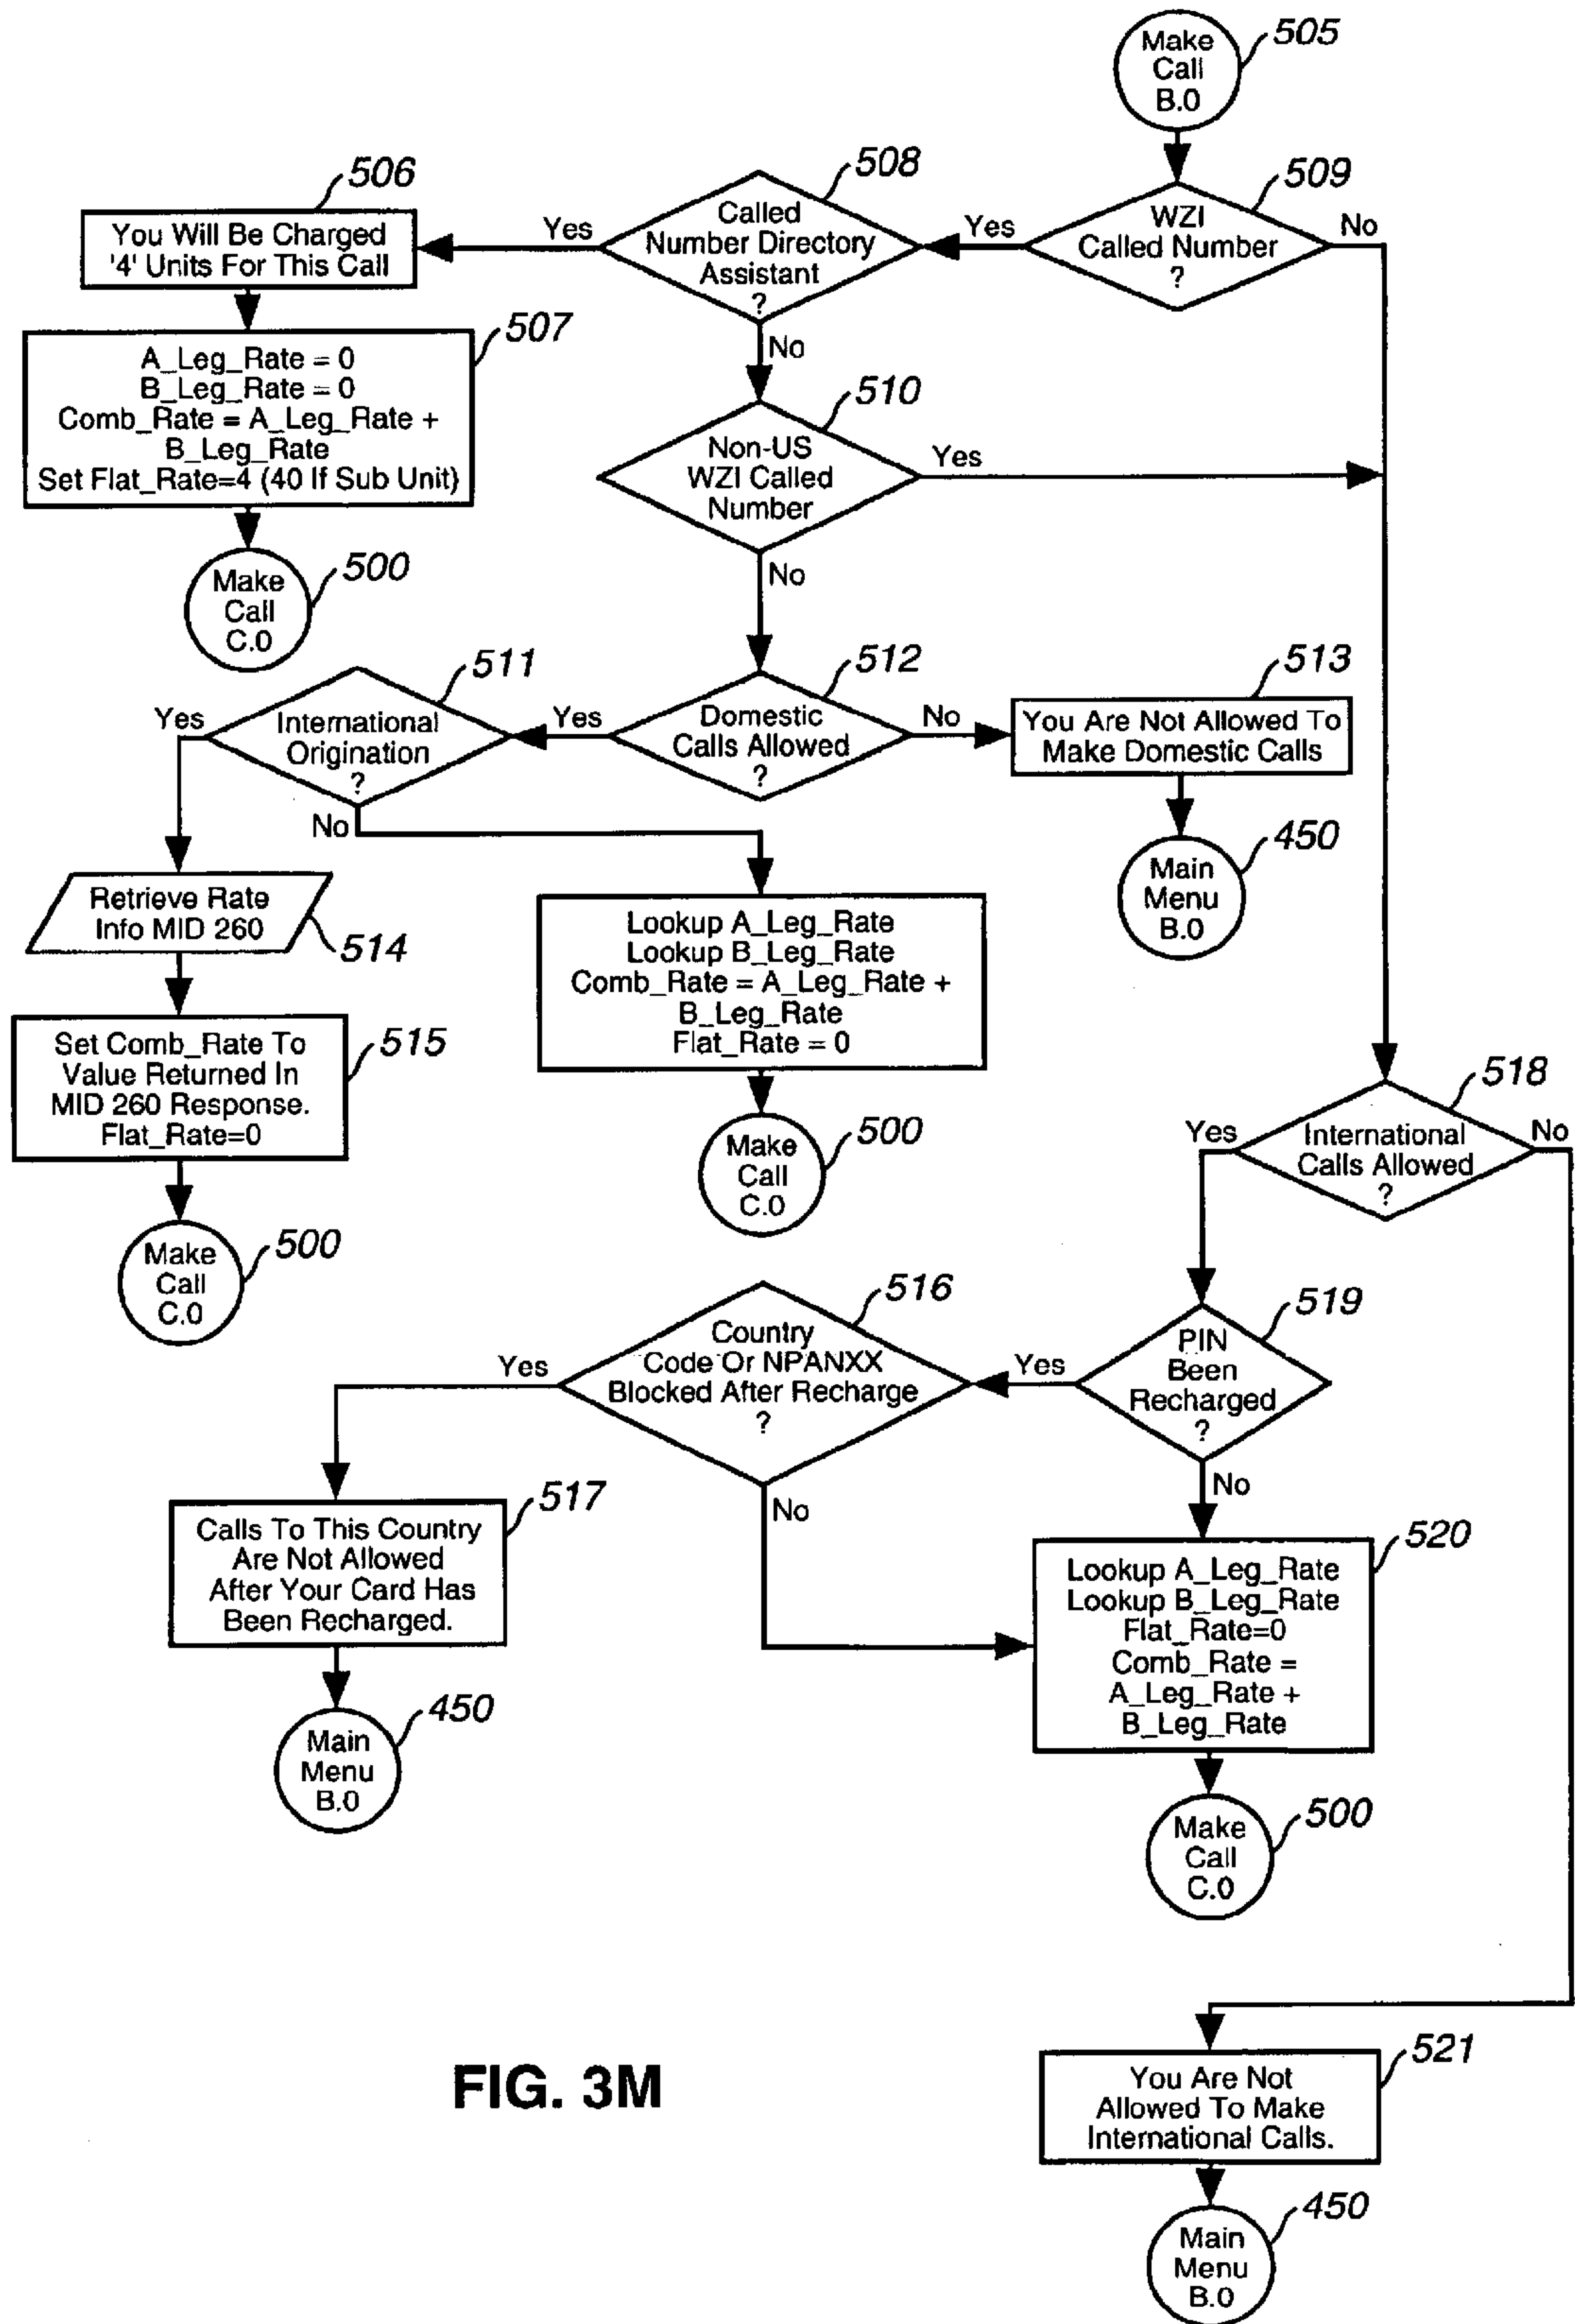 Make
Call
B.0
505
506
You Will Be Charged
'4' Units For This Call
Yes
508
Called
Number Directory
Assistant
?
Yes
509
WZI
Called Number
?
No
507
A_Leg_Rate = 0
B_Leg_Rate = 0
Comb_Rate = A_Leg_Rate +
B_Leg_Rate
Set Flat_Rate=4 (40 If Sub Unit)
No
510
Non-US
WZI Called
Number
Yes
No
Make
Call
C.0
500
511
International
Origination
?
Yes
No
Yes
512
Domestic
Calls Allowed
?
No
513
You Are Not Allowed To
Make Domestic Calls
Main
Menu
B.0
450
Retrieve Rate
Info MID 260
514
Lookup A_Leg_Rate
Lookup B_Leg_Rate
Comb_Rate = A_Leg_Rate +
B_Leg_Rate
Flat_Rate = 0
Set Comb_Rate To
Value Returned In
MID 260 Response.
Flat_Rate=0
515
Make
Call
C.0
500
Make
Call
C.0
500
518
Yes
International
Calls Allowed
?
No
516
Country
Code Or NPANXX
Blocked After Recharge
?
Yes
No
Yes
519
PIN
Been
Recharged
?
No
517
Calls To This Country
Are Not Allowed
After Your Card Has
Been Recharged.
Main
Menu
B.0
450
520
Lookup A_Leg_Rate
Lookup B_Leg_Rate
Flat_Rate=0
Comb_Rate =
A_Leg_Rate +
B_Leg_Rate
Make
Call
C.0
500
521
You Are Not
Allowed To Make
International Calls.
Main
Menu
B.0
450
FIG. 3M